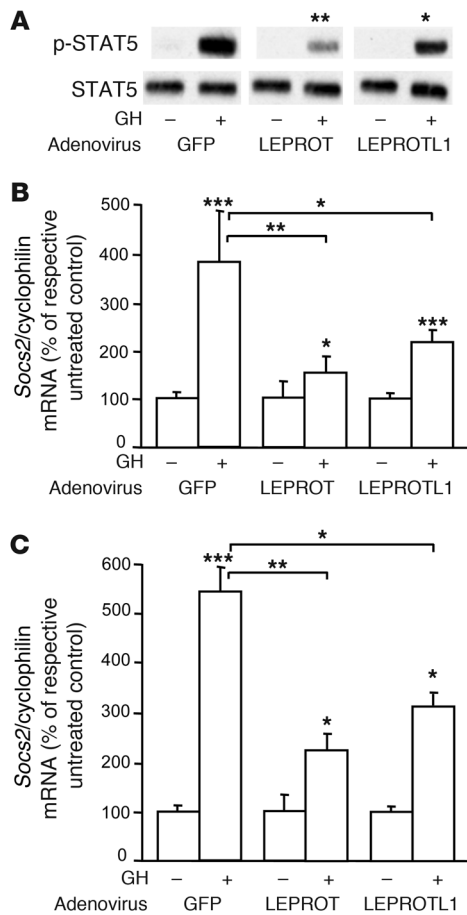 A
** *
p-STAT5
STAT5
GH – + – + – +
Adenovirus GFP LEPROT LEPROTL1
B
Socs2/cyclophilin
mRNA (% of respective
untreated control)
500
400
300
200
100
0
*** *
**
* ***
GH – + – + – +
Adenovirus GFP LEPROT LEPROTL1
C
Socs2/cyclophilin
mRNA (% of respective
untreated control)
600
500
400
300
200
100
0
*** *
**
* *
GH – + – + – +
Adenovirus GFP LEPROT LEPROTL1